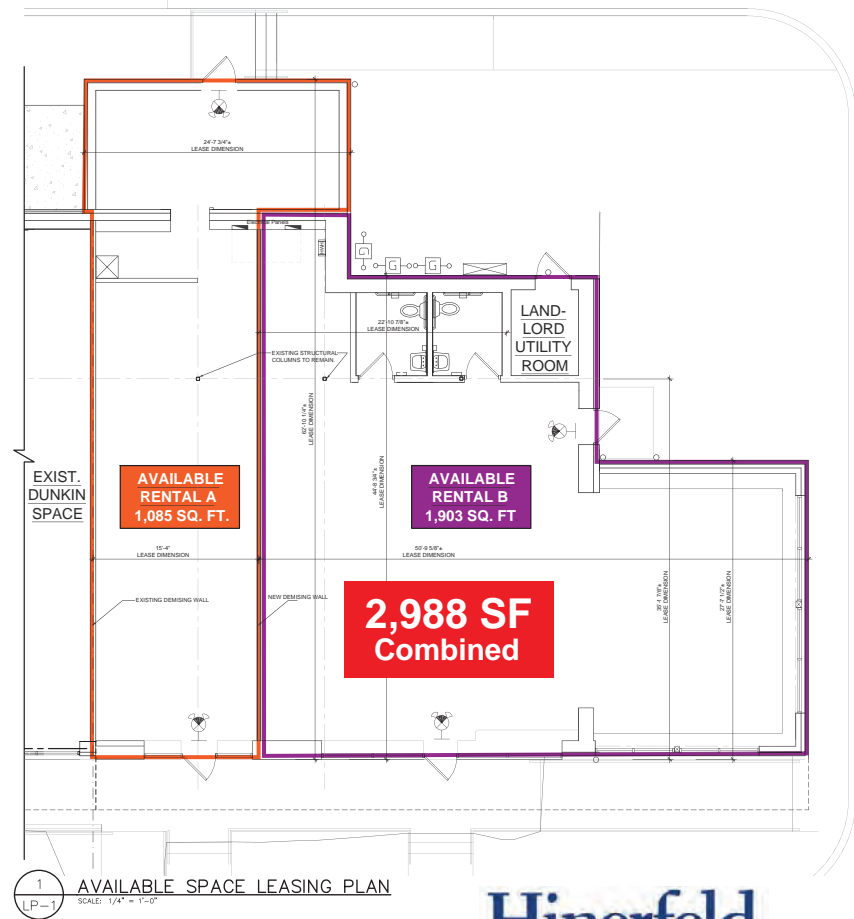 24'-7 3/4"±
LEASE DIMENSION
Electrical Panels
HWH
G
G
G
LAND-
LORD
UTILITY
ROOM
22'-10 7/8"±
LEASE DIMENSION
EXISTING STRUCTURAL
COLUMNS TO REMAIN.
62'-10 1/4"±
LEASE DIMENSION
44'-8 3/4"±
LEASE DIMENSION
EXIST.
DUNKIN
SPACE
AVAILABLE
RENTAL A
1,085 SQ. FT.
AVAILABLE
RENTAL B
1,903 SQ. FT
15'-4"
LEASE DIMENSION
50'-9 5/8"±
LEASE DIMENSION
EXISTING DEMISING WALL
NEW DEMISING WALL
2,988 SF
Combined
35'-4 7/8"±
LEASE DIMENSION
27'-7 1/2"±
LEASE DIMENSION
1
LP-1
AVAILABLE SPACE LEASING PLAN
SCALE: 1/4" = 1'-0"
Hinerfeld